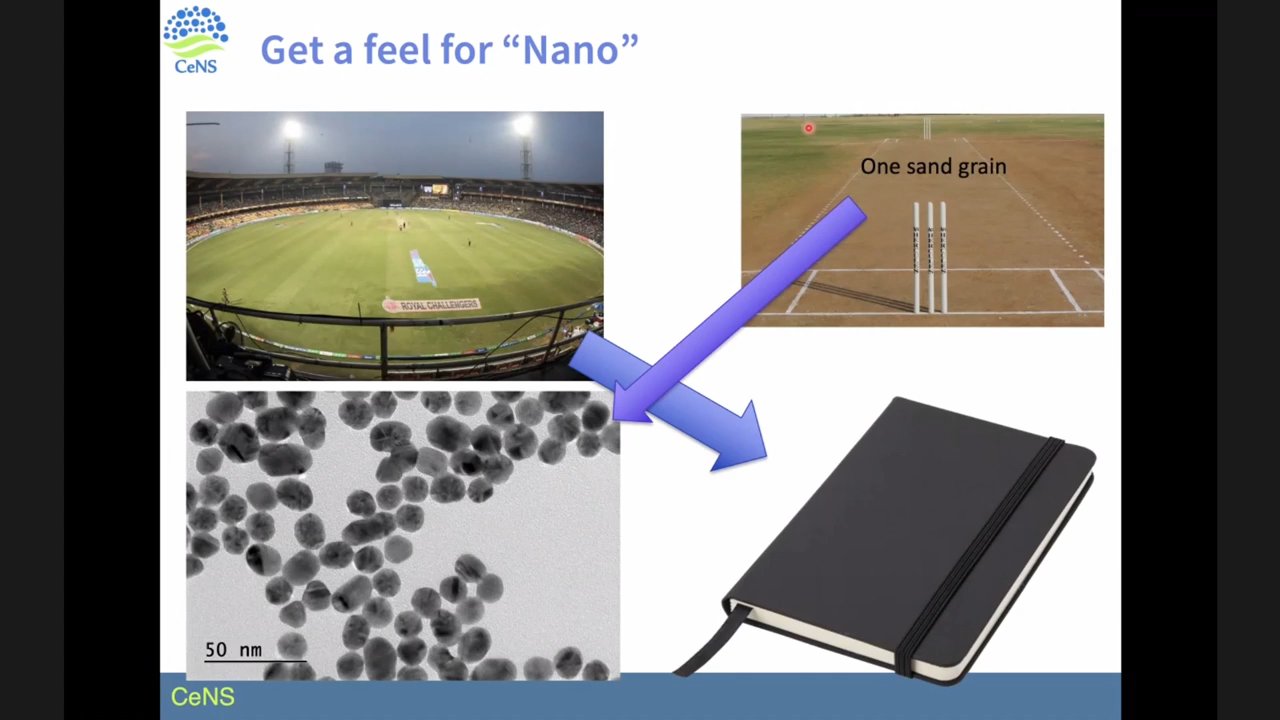 CeNS
Get a feel for “Nano”
One sand grain
ROYAL CHALLENGERS
50 nm
CeNS